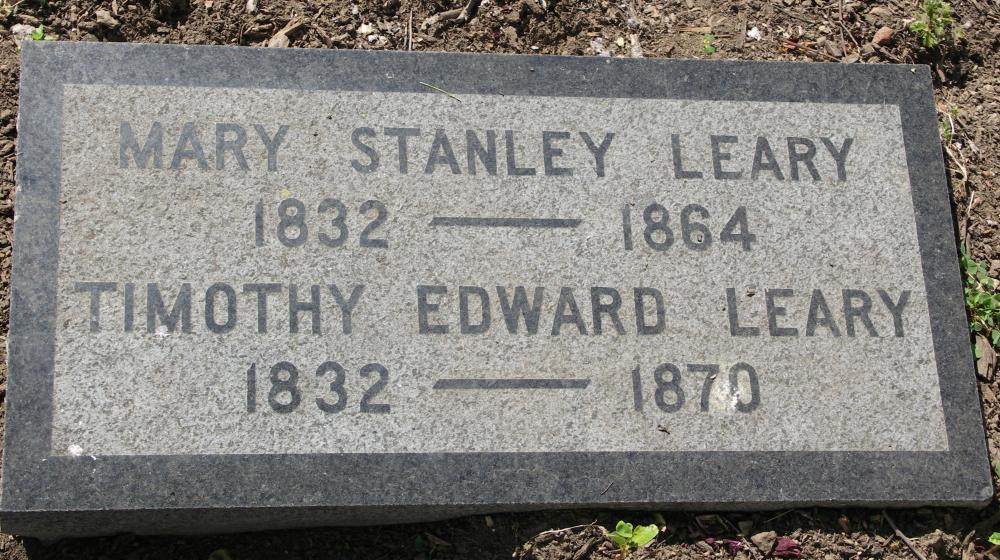 MARY STANLEY LEARY
1832 — 1864
TIMOTHY EDWARD LEARY
1832 — 1870